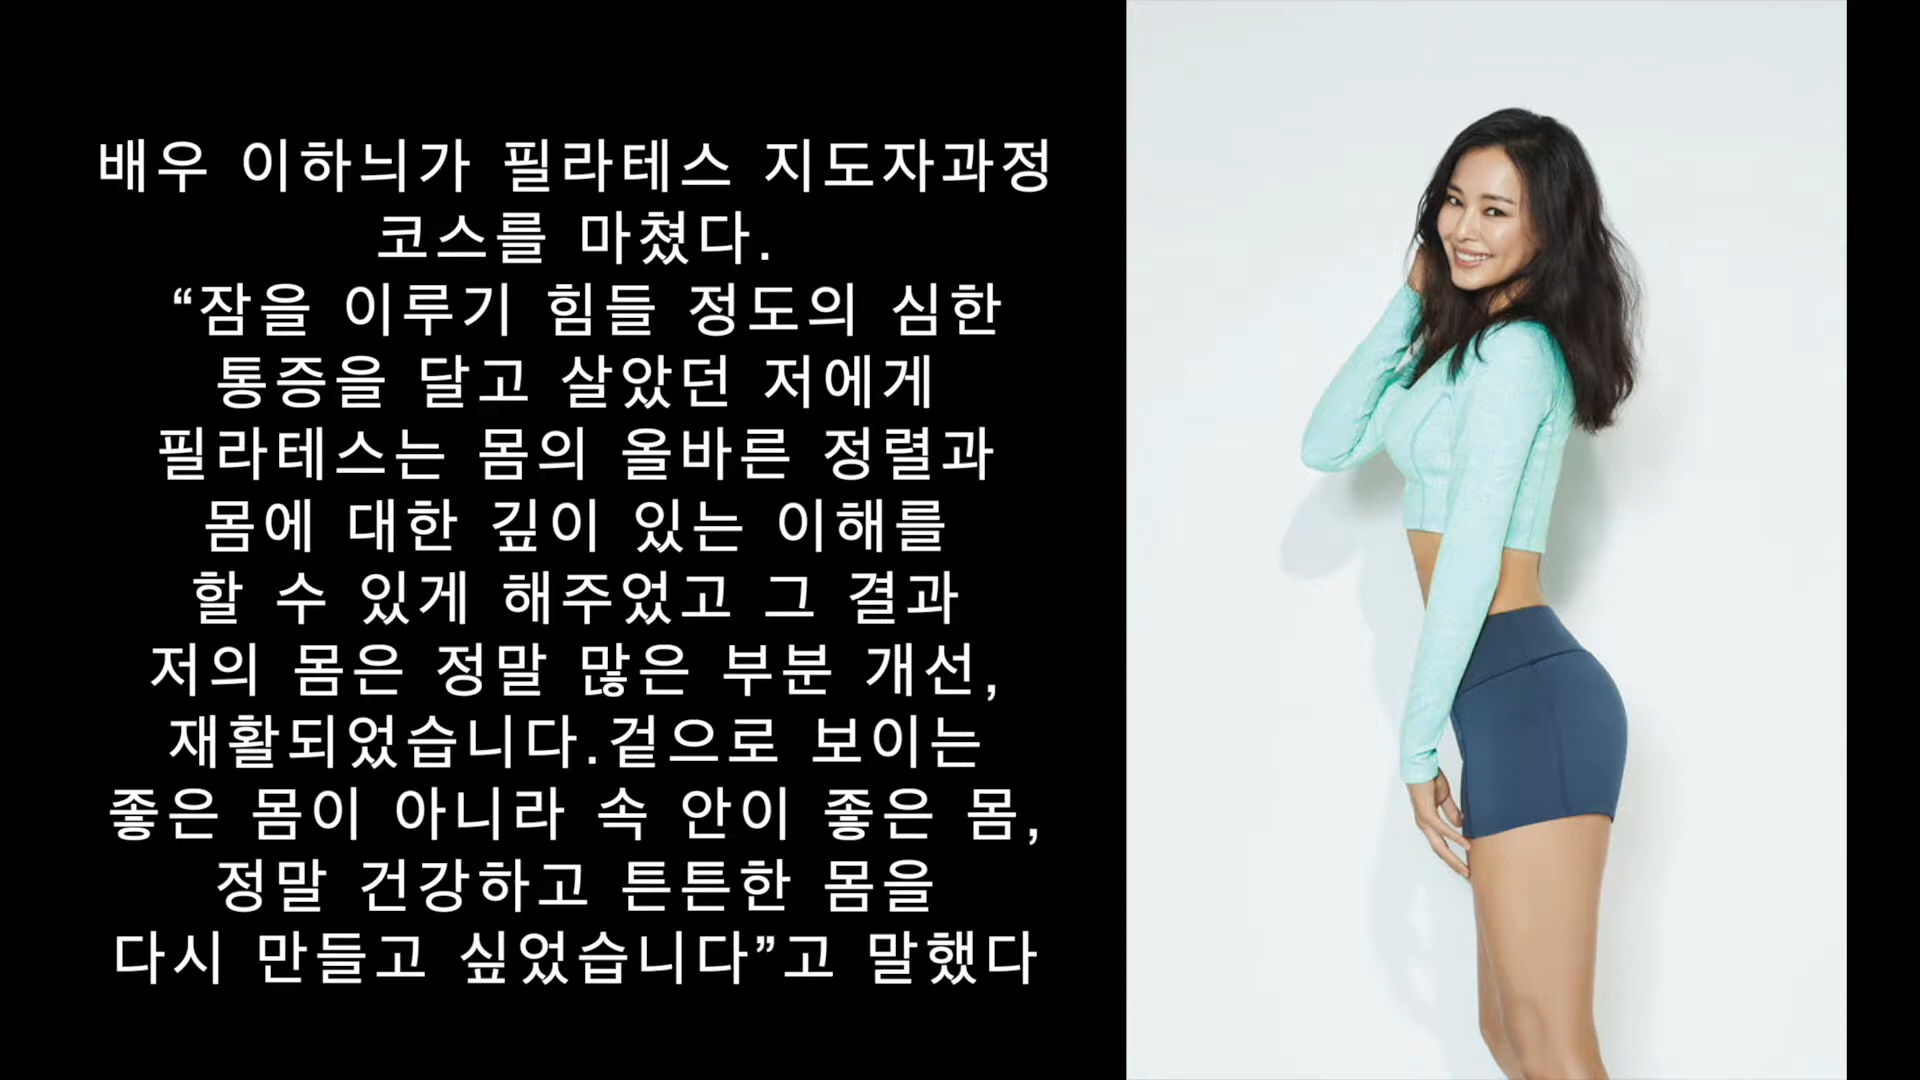 배우 이하늬가 필라테스 지도자과정
코스를 마쳤다.
“잠을 이루기 힘들 정도의 심한
통증을 달고 살았던 저에게
필라테스는 몸의 올바른 정렬과
몸에 대한 깊이 있는 이해를
할 수 있게 해주었고 그 결과
저의 몸은 정말 많은 부분 개선,
재활되었습니다.겉으로 보이는
좋은 몸이 아니라 속 안이 좋은 몸,
정말 건강하고 튼튼한 몸을
다시 만들고 싶었습니다”고 말했다